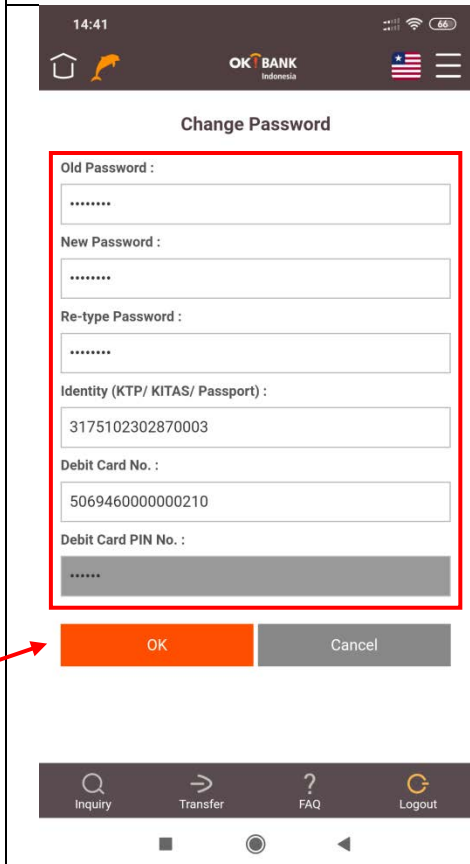 14:41
66
OK! BANK
Indonesia
Change Password
Old Password :
••••••••
New Password :
••••••••
Re-type Password :
••••••••
Identity (KTP/ KITAS/ Passport) :
3175102302870003
Debit Card No. :
5069460000000210
Debit Card PIN No. :
••••••
OK
Cancel
Inquiry
Transfer
? FAQ
Logout